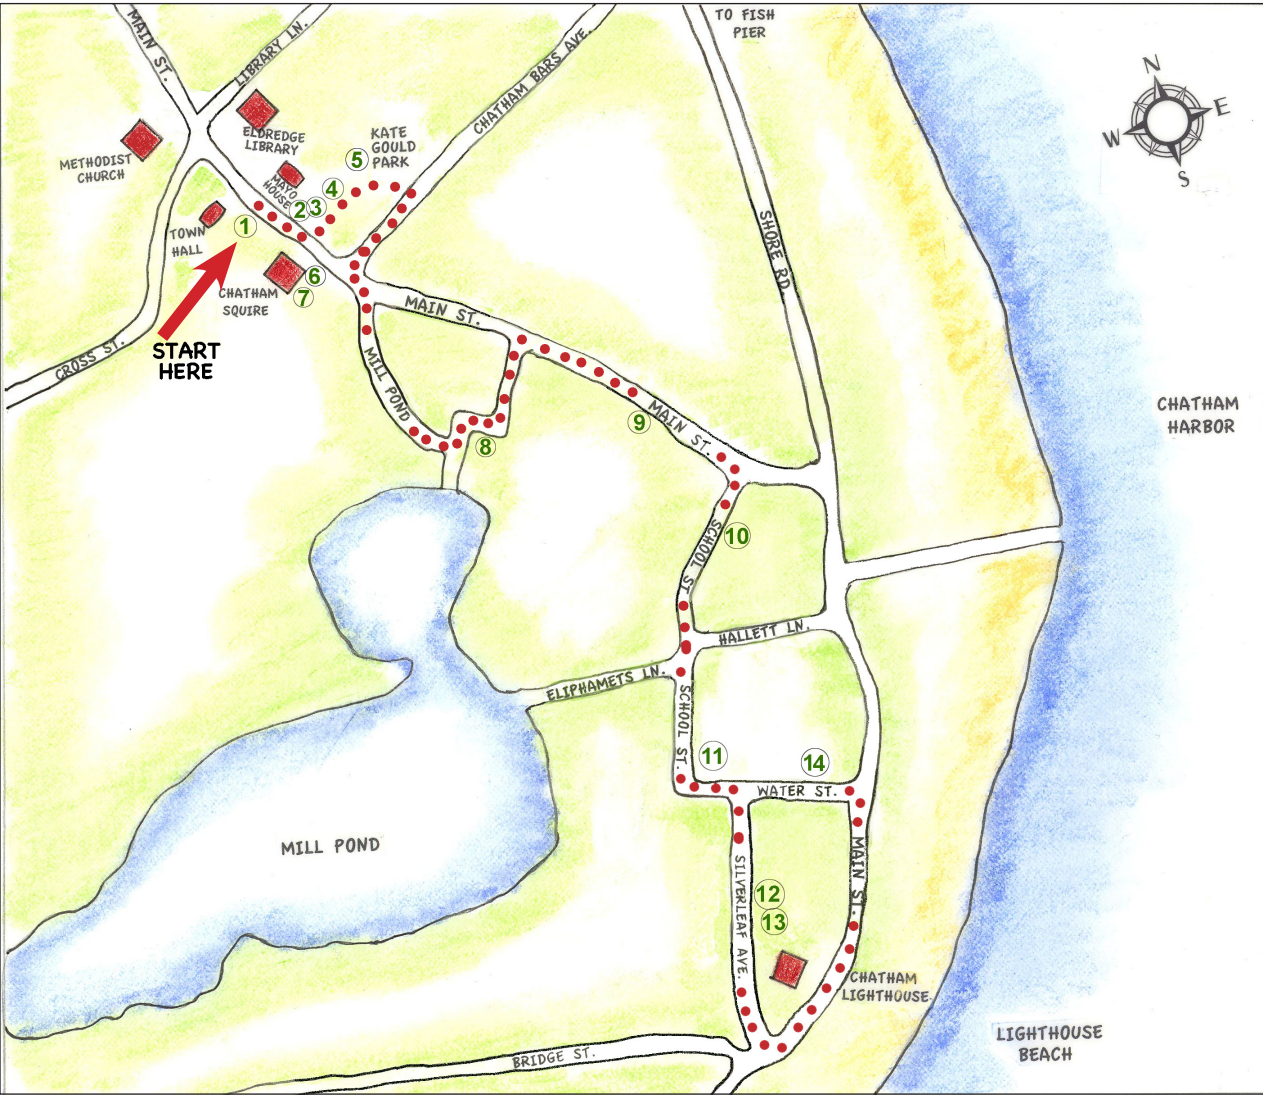 MAIN ST.
LIBRARY LN.
TO FISH
PIER
CHATHAM BARS AVE.
N
E
W
S
ELDREDGE
LIBRARY
METHODIST
CHURCH
KATE
GOULD
PARK
5
MAYO
HOUSE
4
2
3
1
TOWN
HALL
SHORE RD.
6
7
CHATHAM
SQUIRE
MAIN ST.
START
HERE
CROSS ST.
MILL POND
CHATHAM
HARBOR
9
MAIN ST.
8
10
SCHOOL ST
HALLETT LN.
ELIPHAMETS LN.
SCHOOL ST.
11
14
WATER ST.
MILL POND
MAIN ST.
SILVERLEAF AVE.
12
13
CHATHAM
LIGHTHOUSE
LIGHTHOUSE
BEACH
BRIDGE ST.